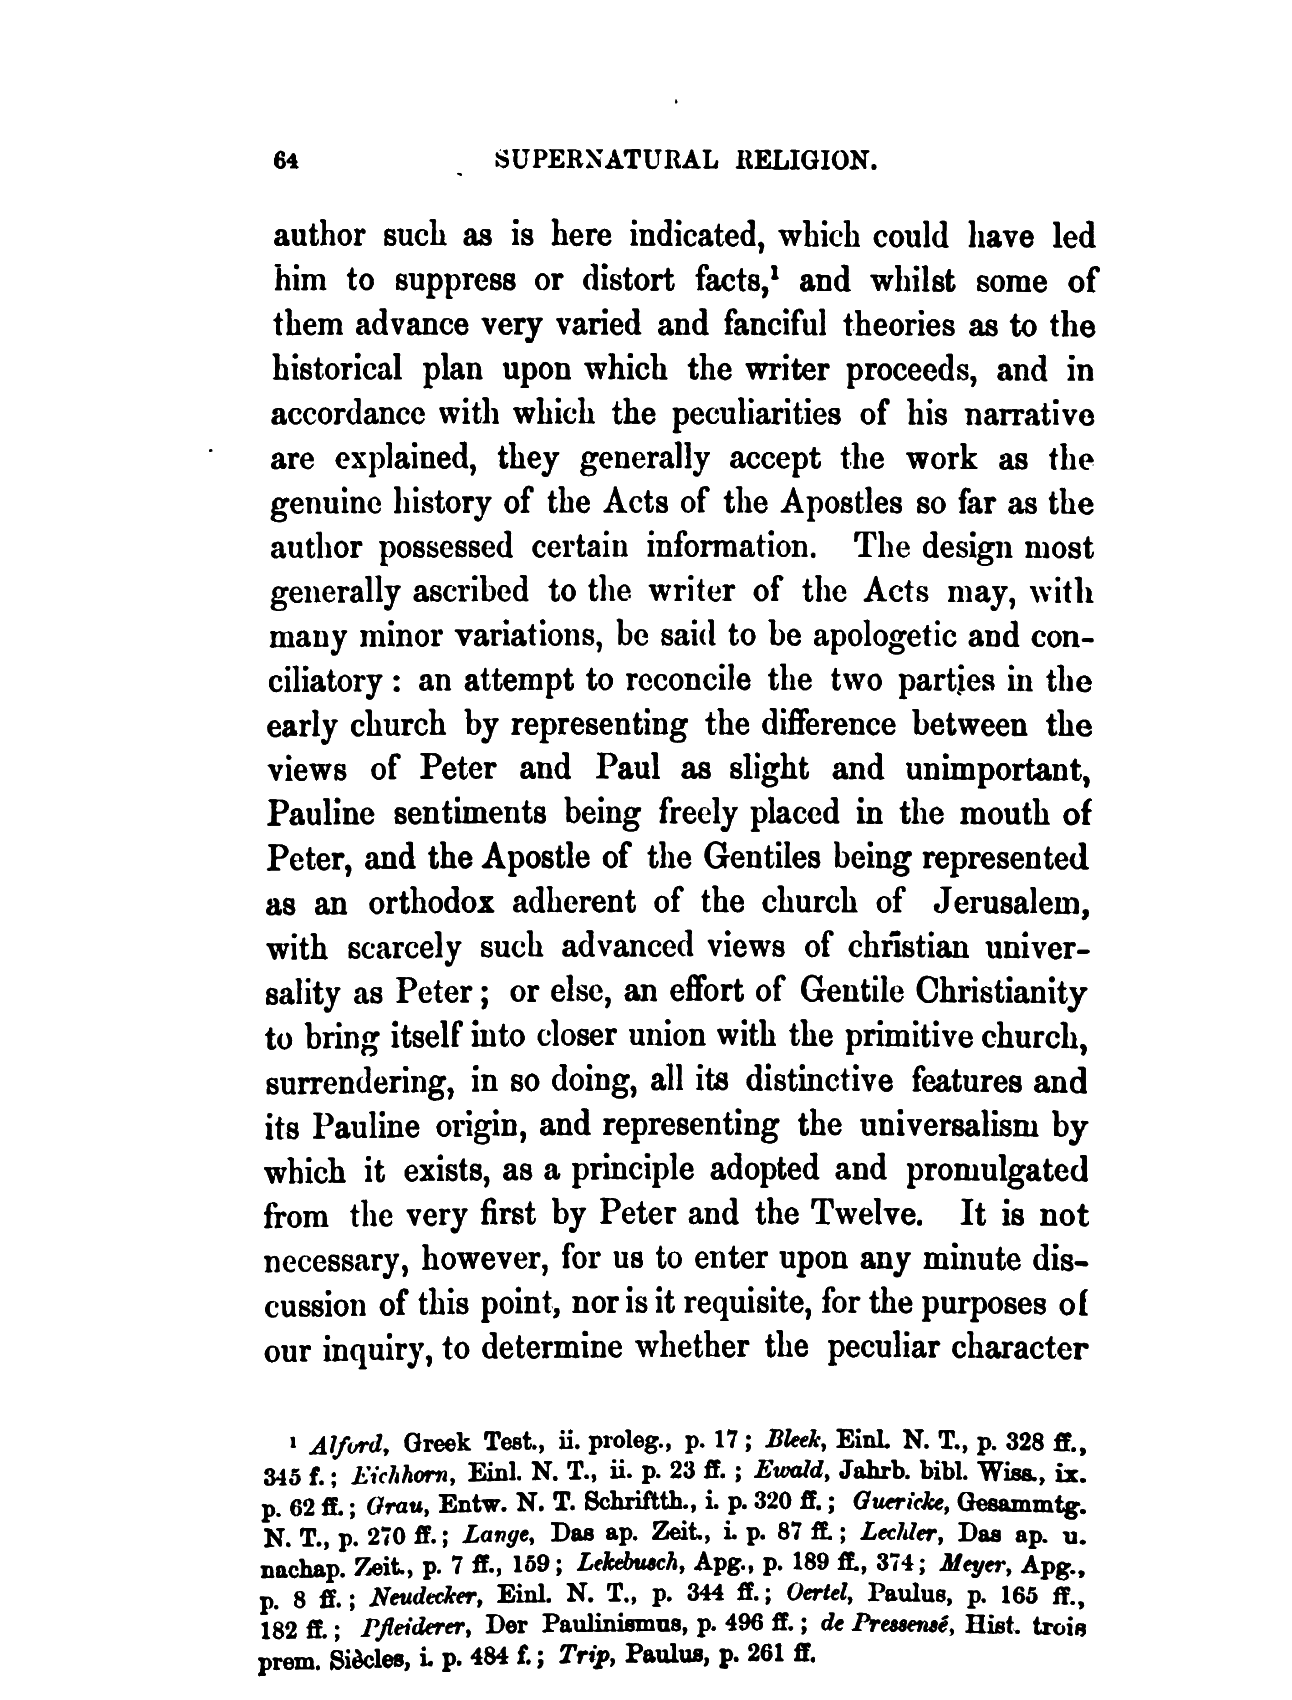 64 SUPERNATURAL RELIGION.
author such as is here indicated, which could have led
him to suppress or distort facts,¹ and whilst some of
them advance very varied and fanciful theories as to the
historical plan upon which the writer proceeds, and in
accordance with which the peculiarities of his narrative
are explained, they generally accept the work as the
genuine history of the Acts of the Apostles so far as the
author possessed certain information. The design most
generally ascribed to the writer of the Acts may, with
many minor variations, be said to be apologetic and con-
ciliatory : an attempt to reconcile the two parties in the
early church by representing the difference between the
views of Peter and Paul as slight and unimportant,
Pauline sentiments being freely placed in the mouth of
Peter, and the Apostle of the Gentiles being represented
as an orthodox adherent of the church of Jerusalem,
with scarcely such advanced views of christian univer-
sality as Peter ; or else, an effort of Gentile Christianity
to bring itself into closer union with the primitive church,
surrendering, in so doing, all its distinctive features and
its Pauline origin, and representing the universalism by
which it exists, as a principle adopted and promulgated
from the very first by Peter and the Twelve. It is not
necessary, however, for us to enter upon any minute dis-
cussion of this point, nor is it requisite, for the purposes of
our inquiry, to determine whether the peculiar character
¹ Alford, Greek Test., ii. proleg., p. 17 ; Bleek, Einl. N. T., p. 328 ff.,
345 f. ; Eichhorn, Einl. N. T., ii. p. 23 ff. ; Ewald, Jahrb. bibl. Wiss., ix.
p. 62 ff. ; Grau, Entw. N. T. Schriftth., i. p. 320 ff. ; Guericke, Gesammtg.
N. T., p. 270 ff. ; Lange, Das ap. Zeit., i. p. 87 ff. ; Lechler, Das ap. u.
nachap. Zeit., p. 7 ff., 159 ; Lekebusch, Apg., p. 189 ff., 374 ; Meyer, Apg.,
p. 8 ff. ; Neudecker, Einl. N. T., p. 344 ff. ; Oertel, Paulus, p. 165 ff.,
182 ff. ; Pfleiderer, Der Paulinismus, p. 496 ff. ; de Pressensé, Hist. trois
prem. Siècles, i. p. 484 f. ; Trip, Paulus, p. 261 ff.